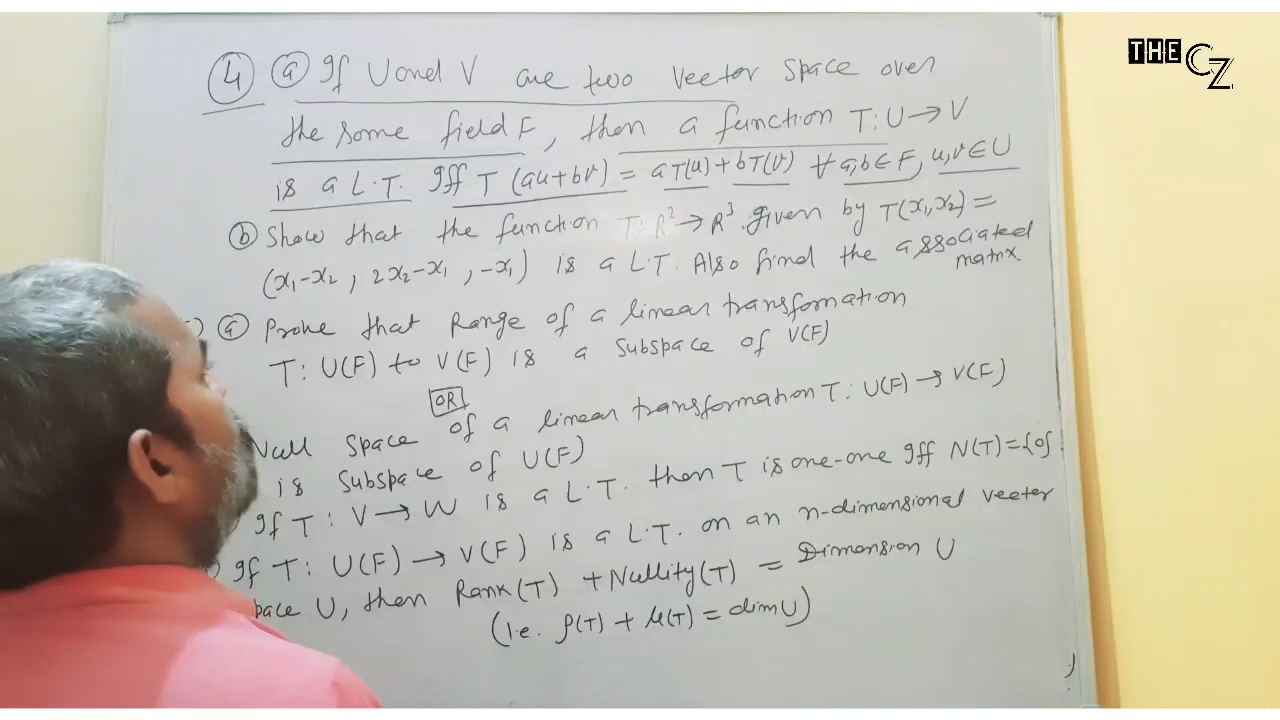 THE CZ
④ ⓐ If U and V are two vector space over
the same field F, then a function T: U → V
is a L.T. Iff T (au+bv) = aT(u) + bT(v) ∀ a,b ∈ F, u,v ∈ U
ⓑ Show that the function T: R² → R³. given by T(x₁,x₂) =
(x₁-x₂, 2x₂-x₁, -x₁) is a L.T. Also find the associated
matrix.
) ⓐ Prove that Range of a linear transformation
T: U(F) to V(F) is a subspace of V(F)
OR
Null space of a linear transformation T: U(F) → V(F)
is subspace of U(F)
If T: V → W is a L.T. then T is one-one Iff N(T)={0}
If T: U(F) → V(F) is a L.T. on an n-dimensional vector
pace U, then Rank(T) + Nullity(T) = Dimension U
(i.e. ρ(T) + μ(T) = dim U)